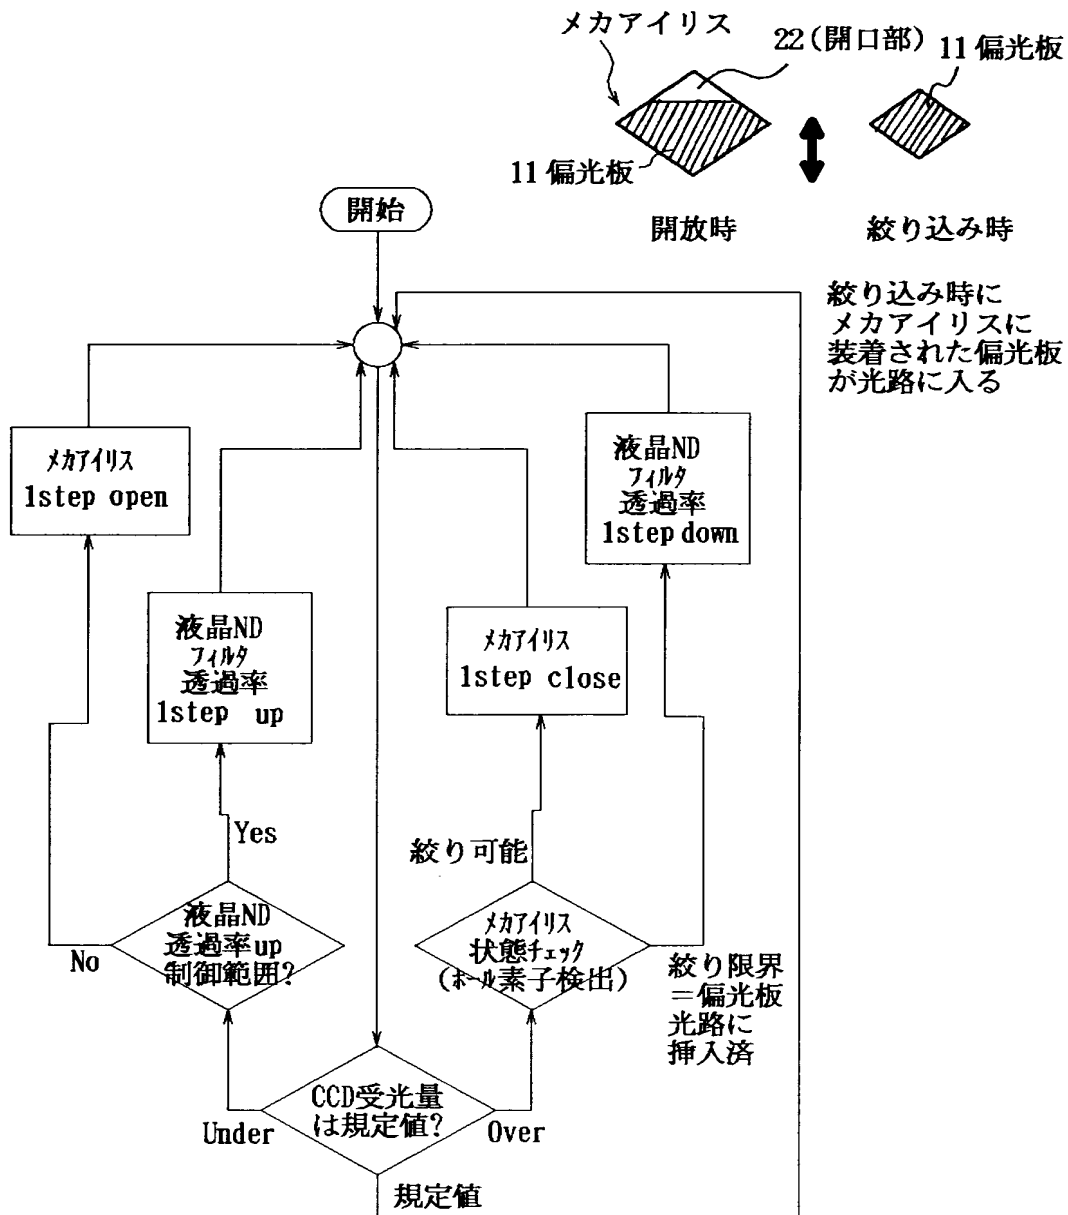 メカアイリス
22(開口部)
11 偏光板
11 偏光板
開放時
絞り込み時
絞り込み時に
メカアイリスに
装着された偏光板
が光路に入る
開始
ﾒｶｱｲﾘｽ
1step open
液晶ND
ﾌｨﾙﾀ
透過率
1step down
液晶ND
ﾌｨﾙﾀ
透過率
1step up
ﾒｶｱｲﾘｽ
1step close
Yes
絞り可能
液晶ND
透過率up
制御範囲?
No
ﾒｶｱｲﾘｽ
状態ﾁｪｯｸ
(ﾎｰﾙ素子検出)
絞り限界
＝偏光板
光路に
挿入済
CCD受光量
は規定値?
Under
Over
規定値